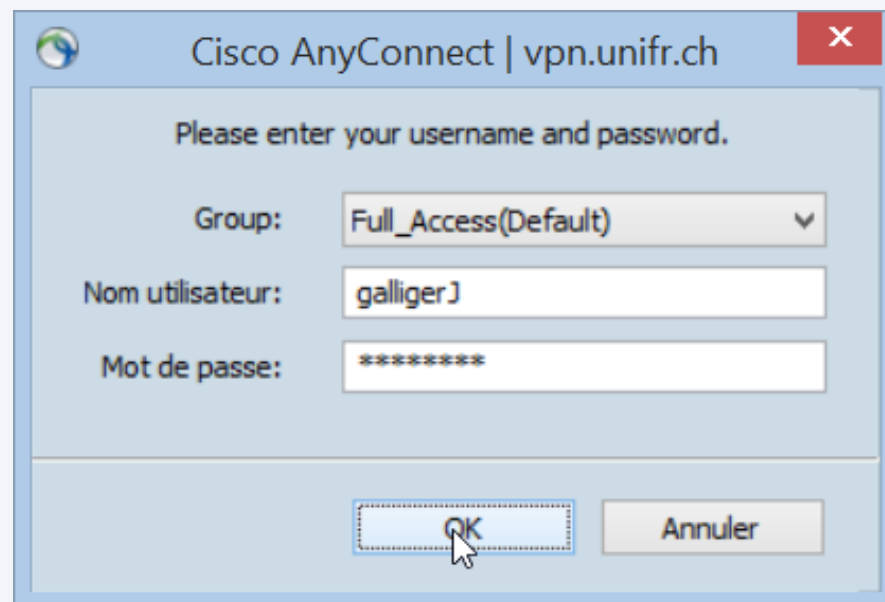 Cisco AnyConnect | vpn.unifr.ch
Please enter your username and password.
Group: Full_Access(Default)
Nom utilisateur: galligerJ
Mot de passe: ********
OK Annuler